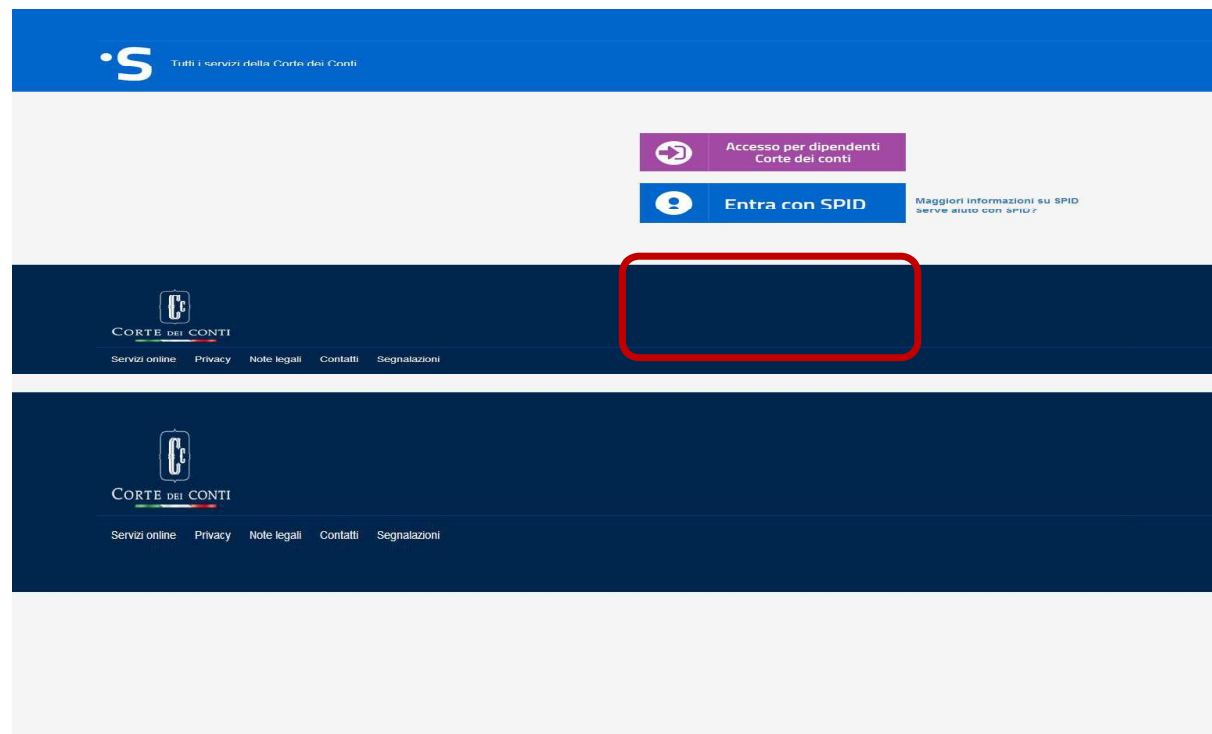 S
Tutti i servizi della Corte dei Conti
Accesso per dipendenti
Corte dei conti
Entra con SPID
Maggiori informazioni su SPID
serve aiuto con SPID?
CORTE DEI CONTI
Servizi online Privacy Note legali Contatti Segnalazioni
CORTE DEI CONTI
Servizi online Privacy Note legali Contatti Segnalazioni